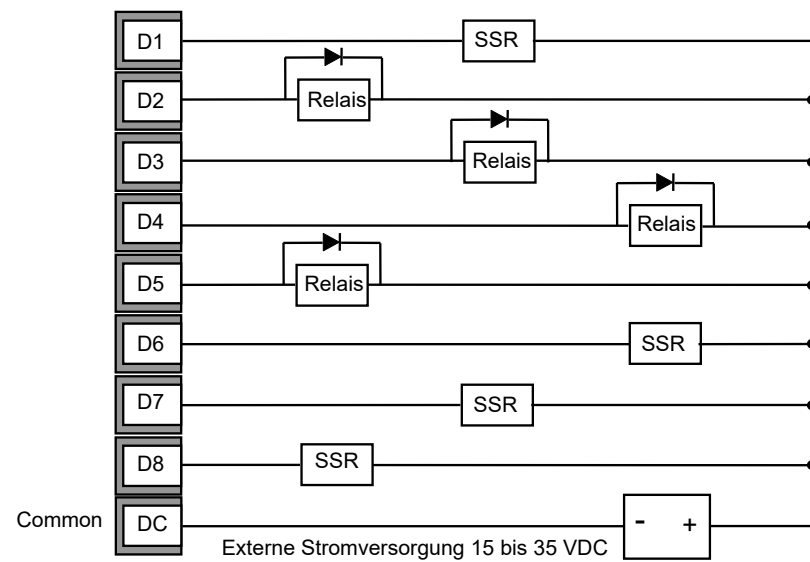 D1 SSR
D2 Relais
D3 Relais
D4 Relais
D5 Relais
D6 SSR
D7 SSR
D8 SSR
Common DC - +
Externe Stromversorgung 15 bis 35 VDC